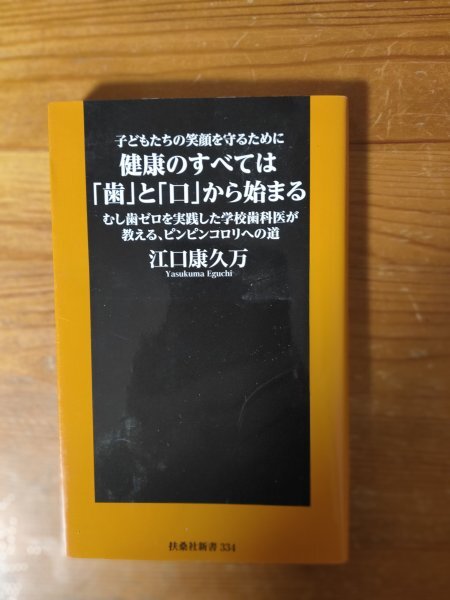 子どもたちの笑顔を守るために
健康のすべては
「歯」と「口」から始まる
むし歯ゼロを実践した学校歯科医が
教える、ピンピンコロリへの道
江口康久万
Yasukuma Eguchi
扶桑社新書 334